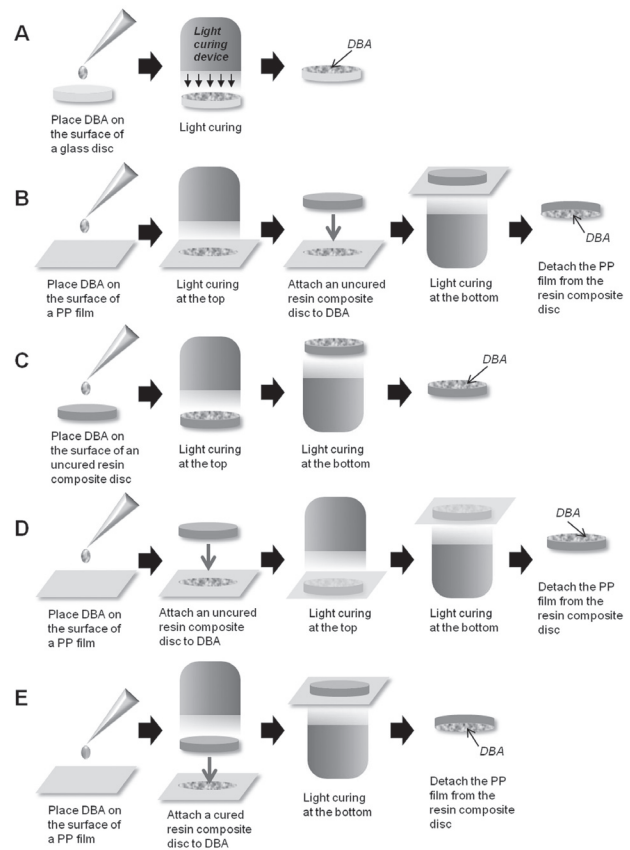 A
DBA
Light
curing
device
Place DBA on
the surface of
a glass disc
Light curing
B
DBA
Place DBA on
the surface of
a PP film
Light curing
at the top
Attach an uncured
resin composite
disc to DBA
Light curing
at the bottom
Detach the PP
film from the
resin composite
disc
C
DBA
Place DBA on
the surface of an
uncured resin
composite disc
Light curing
at the top
Light curing
at the bottom
D
DBA
Place DBA on
the surface of
a PP film
Attach an uncured
resin composite
disc to DBA
Light curing
at the top
Light curing
at the bottom
Detach the PP
film from the
resin composite
disc
E
DBA
Place DBA on
the surface of
a PP film
Attach a cured
resin composite
disc to DBA
Light curing
at the bottom
Detach the PP
film from the
resin composite
disc